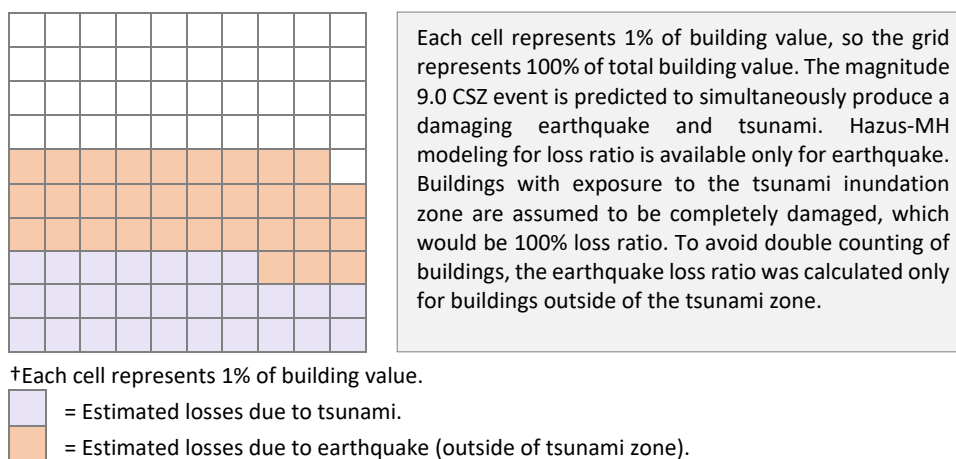 Each cell represents 1% of building value, so the grid
represents 100% of total building value. The magnitude
9.0 CSZ event is predicted to simultaneously produce a
damaging earthquake and tsunami. Hazus-MH
modeling for loss ratio is available only for earthquake.
Buildings with exposure to the tsunami inundation
zone are assumed to be completely damaged, which
would be 100% loss ratio. To avoid double counting of
buildings, the earthquake loss ratio was calculated only
for buildings outside of the tsunami zone.
†Each cell represents 1% of building value.
= Estimated losses due to tsunami.
= Estimated losses due to earthquake (outside of tsunami zone).